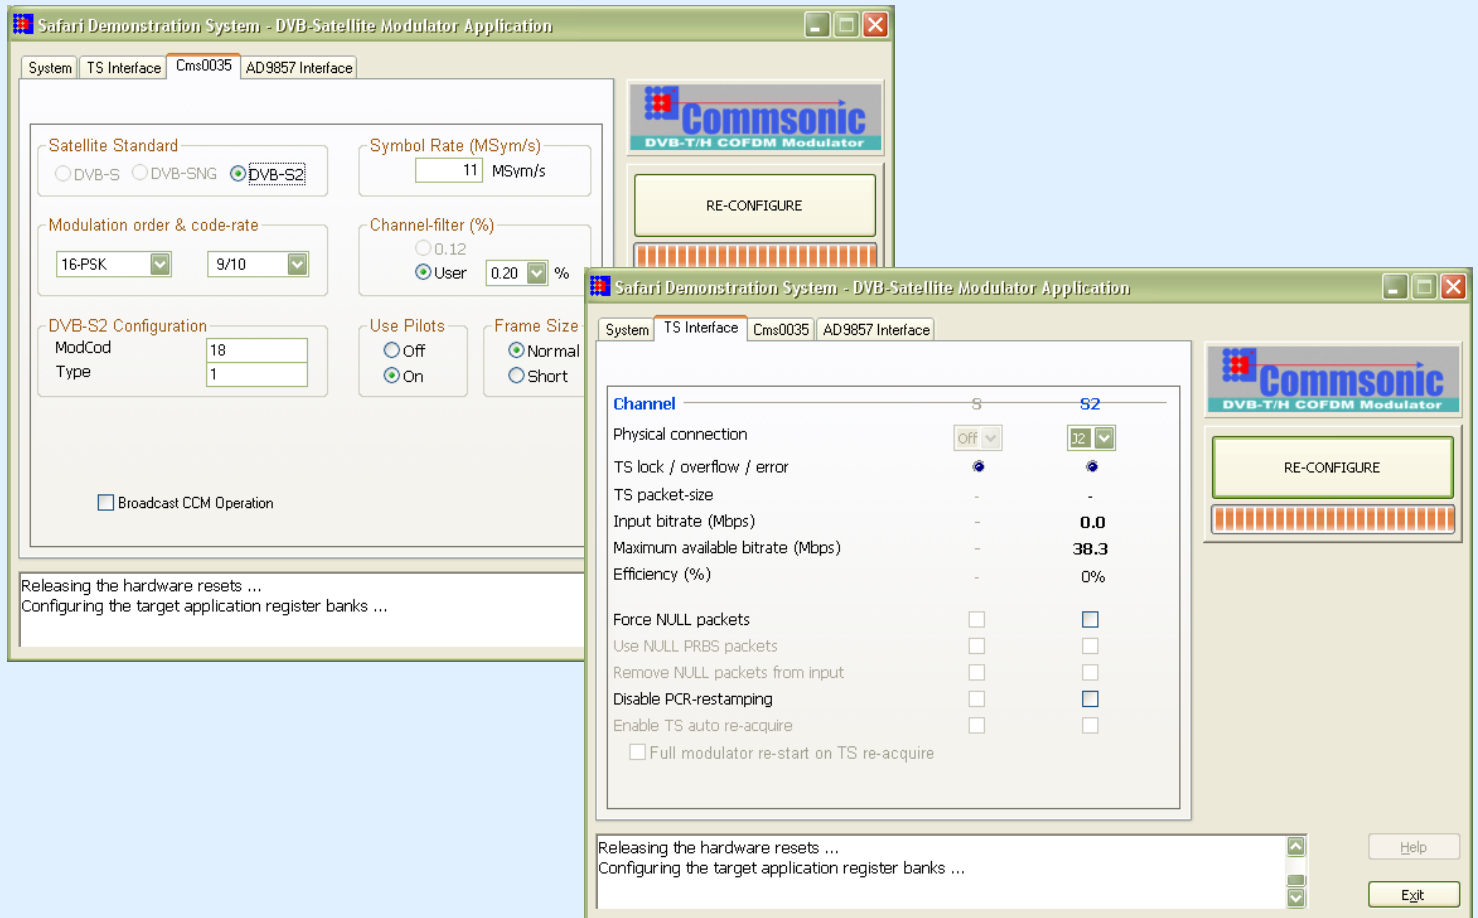 Safari Demonstration System - DVB-Satellite Modulator Application
System TS Interface Cms0035 AD9857 Interface
Commsonic
DVB-T/H COFDM Modulator
Satellite Standard
DVB-S DVB-SNG DVB-S2
Symbol Rate (MSym/s)
11 MSym/s
RE-CONFIGURE
Modulation order & code-rate
16-PSK 9/10
Channel-filter (%)
0.12
User 0.20 %
DVB-S2 Configuration
ModCod 18
Type 1
Use Pilots
Off
On
Frame Size
Normal
Short
Broadcast CCM Operation
Releasing the hardware resets ...
Configuring the target application register banks ...
Safari Demonstration System - DVB-Satellite Modulator Application
System TS Interface Cms0035 AD9857 Interface
Commsonic
DVB-T/H COFDM Modulator
RE-CONFIGURE
Channel S S2
Physical connection Off J2
TS lock / overflow / error
TS packet-size - -
Input bitrate (Mbps) - 0.0
Maximum available bitrate (Mbps) - 38.3
Efficiency (%) - 0%
Force NULL packets
Use NULL PRBS packets
Remove NULL packets from input
Disable PCR-restamping
Enable TS auto re-acquire
Full modulator re-start on TS re-acquire
Releasing the hardware resets ...
Configuring the target application register banks ...
Help
Exit